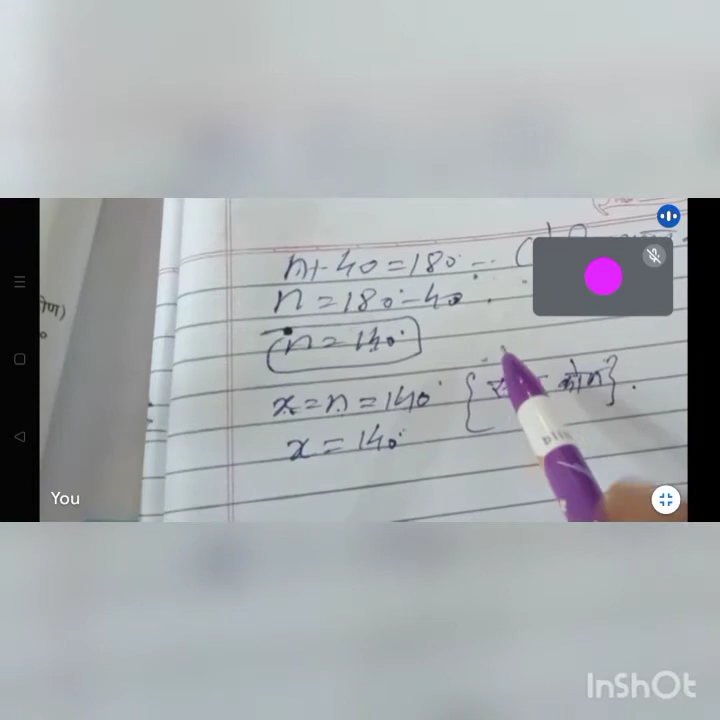 n+40=180° -- (
n=180°-40°
n=140°
x=n=140° { कोण}.
x=140°
You
InShOt